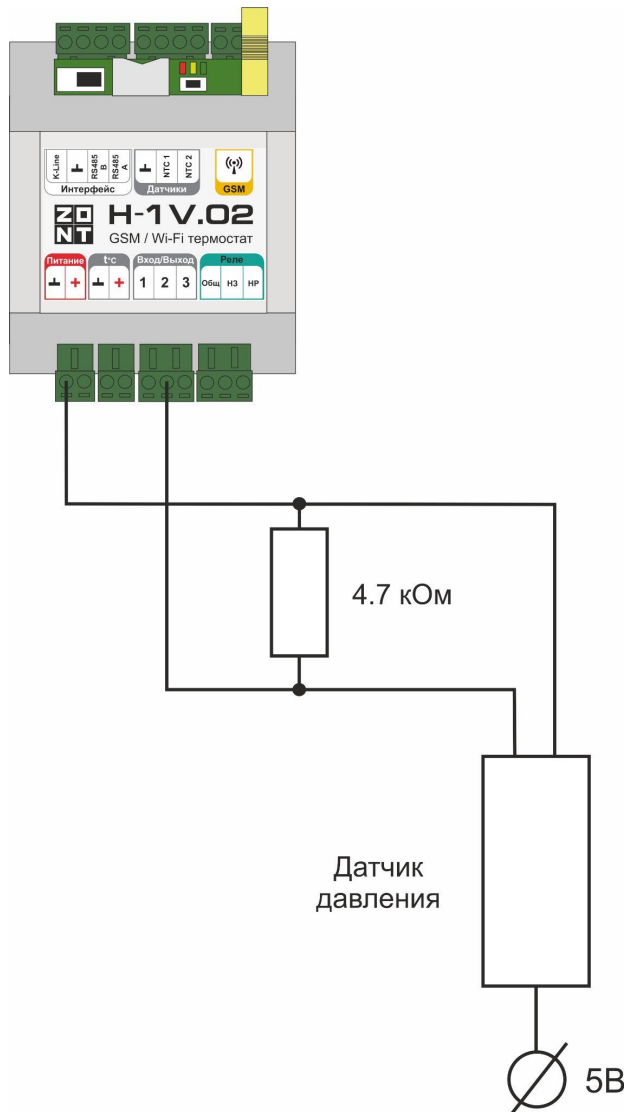 K-Line
RS485 B
RS485 A
NTC 1
NTC 2
Интерфейс
Датчики
GSM
ZONT
H-1V.02
GSM / Wi-Fi термостат
Питание
t°C
Вход/Выход
Реле
+
+
1
2
3
Общ
НЗ
НР
4.7 кОм
Датчик
давления
5В